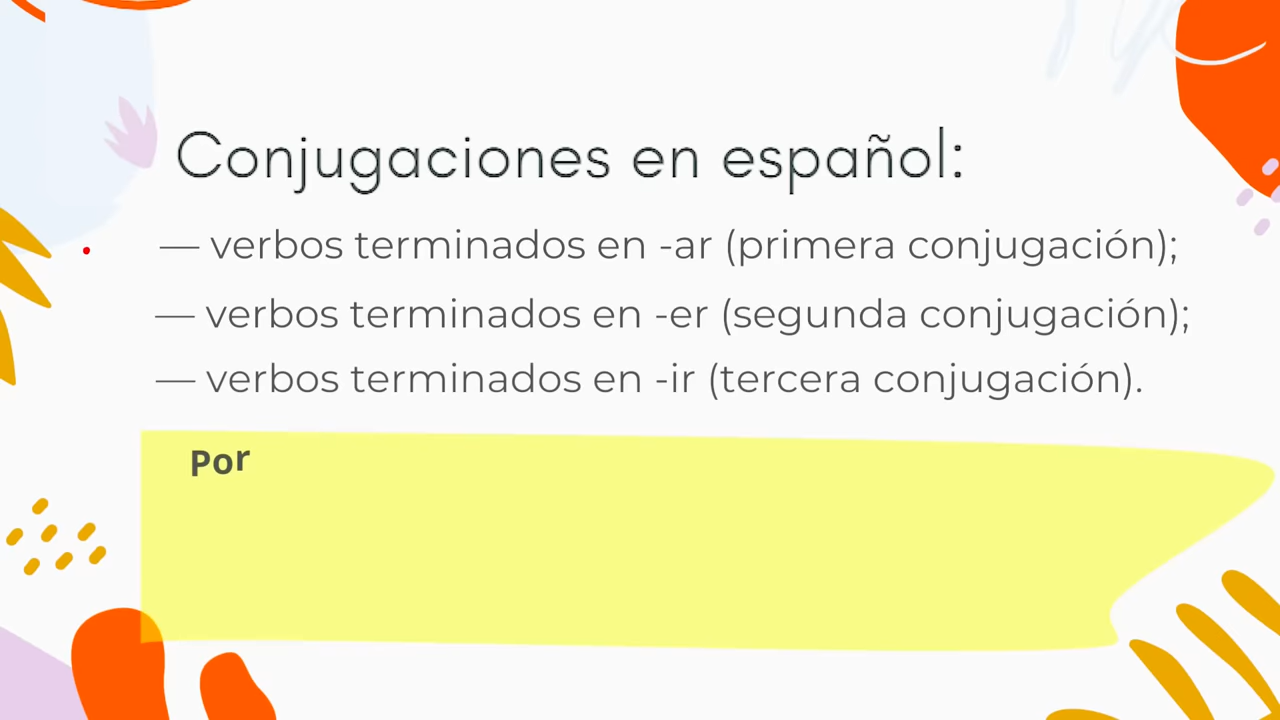 Conjugaciones en español:
— verbos terminados en -ar (primera conjugación);
— verbos terminados en -er (segunda conjugación);
— verbos terminados en -ir (tercera conjugación).
Por